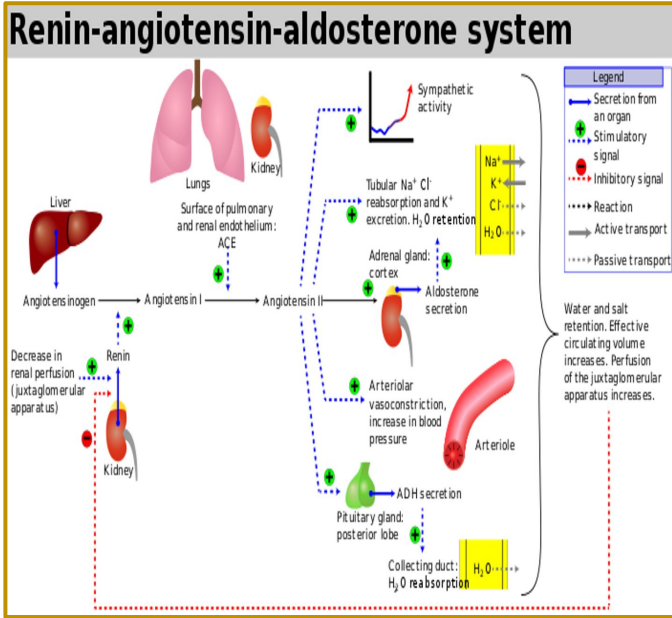 Renin-angiotensin-aldosterone system
Legend
Secretion from
an organ
+
Stimulatory
signal
−
Inhibitory signal
Reaction
Active transport
Passive transport
Lungs
Kidney
Sympathetic
activity
+
Liver
Surface of pulmonary
and renal endothelium:
ACE
+
Tubular Na⁺ Cl⁻
reabsorption and K⁺
excretion. H₂O retention
+
Na⁺
K⁺
Cl⁻
H₂O
Adrenal gland:
cortex
+
+
Angiotensinogen
Angiotensin I
Angiotensin II
Aldosterone
secretion
+
Decrease in
renal perfusion
(juxtaglomerular
apparatus)
+
Renin
−
Kidney
+
Arteriolar
vasoconstriction,
increase in blood
pressure
Arteriole
Water and salt
retention. Effective
circulating volume
increases. Perfusion
of the juxtaglomerular
apparatus increases.
+
ADH secretion
Pituitary gland:
posterior lobe
+
Collecting duct:
H₂O reabsorption
H₂O